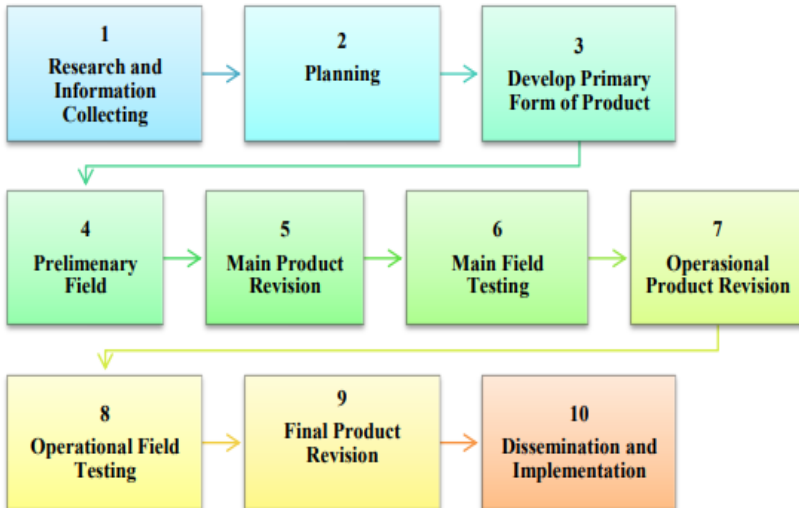 1
Research and
Information
Collecting
2
Planning
3
Develop Primary
Form of Product
4
Prelimenary
Field
5
Main Product
Revision
6
Main Field
Testing
7
Operasional
Product Revision
8
Operational Field
Testing
9
Final Product
Revision
10
Dissemination and
Implementation